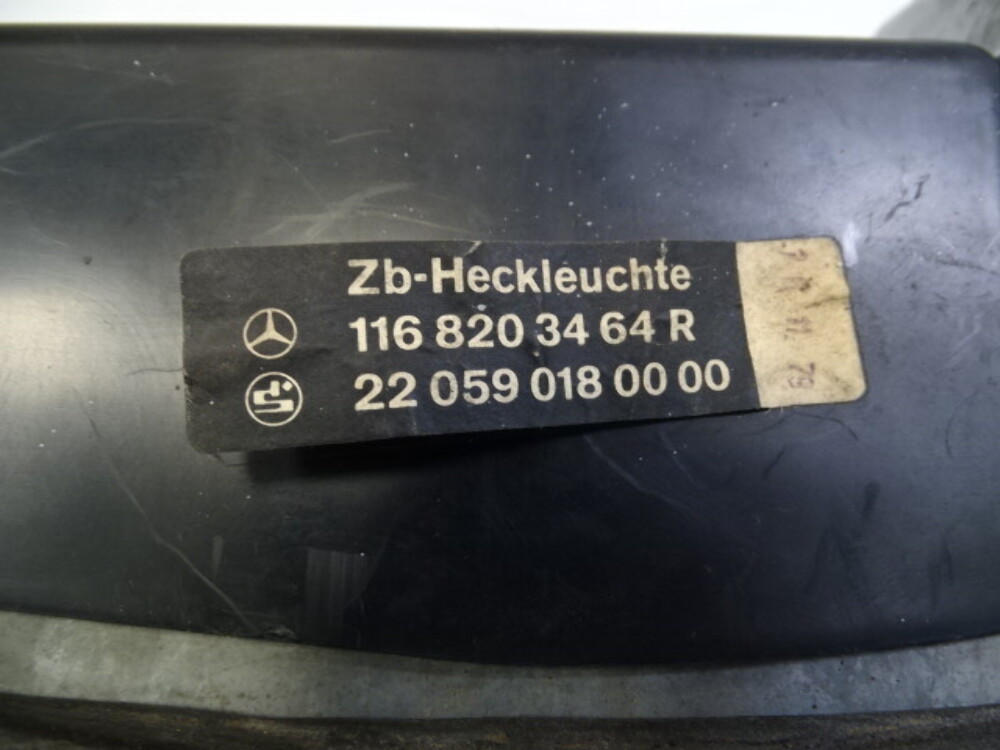 Zb-Heckleuchte
116 820 34 64 R
22 059 018 00 00